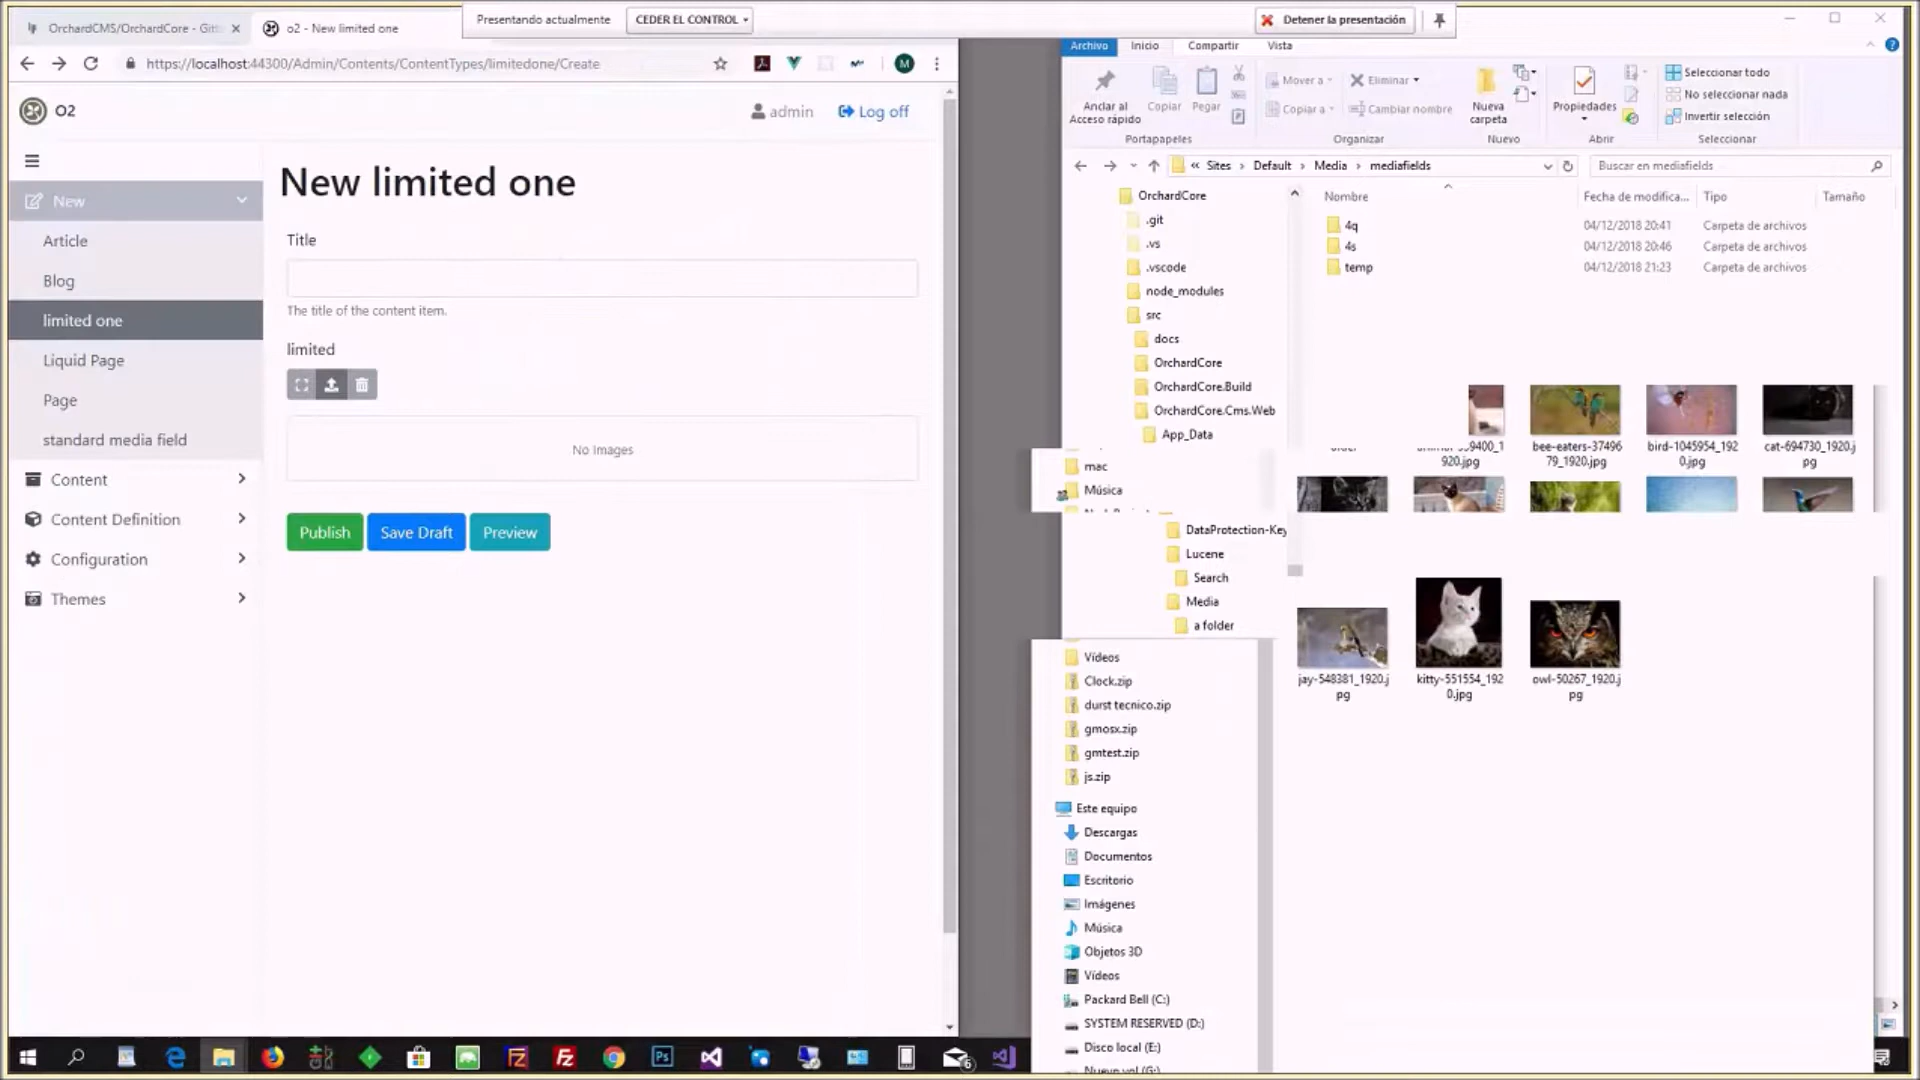 OrchardCMS/OrchardCore - Gitt
o2 - New limited one
Presentando actualmente
CEDER EL CONTROL
Detener la presentación
https://localhost:44300/Admin/Contents/ContentTypes/limitedone/Create
M
O2
admin
Log off
New
Article
Blog
limited one
Liquid Page
Page
standard media field
Content
Content Definition
Configuration
Themes
New limited one
Title
The title of the content item.
limited
No Images
Publish
Save Draft
Preview
Archivo
Inicio
Compartir
Vista
Anclar al
Acceso rápido
Copiar
Pegar
Portapapeles
Mover a
Copiar a
Eliminar
Cambiar nombre
Organizar
Nueva
carpeta
Nuevo
Propiedades
Abrir
Seleccionar todo
No seleccionar nada
Invertir selección
Seleccionar
« Sites > Default > Media > mediafields
Buscar en mediafields
Nombre
Fecha de modifica...
Tipo
Tamaño
4q 04/12/2018 20:41 Carpeta de archivos
4s 04/12/2018 20:46 Carpeta de archivos
temp 04/12/2018 21:23 Carpeta de archivos
OrchardCore
.git
.vs
.vscode
node_modules
src
docs
OrchardCore
OrchardCore.Build
OrchardCore.Cms.Web
App_Data
mac
Música
DataProtection-Key
Lucene
Search
Media
a folder
Vídeos
Clock.zip
durst tecnico.zip
gmosx.zip
gmtest.zip
js.zip
Este equipo
Descargas
Documentos
Escritorio
Imágenes
Música
Objetos 3D
Vídeos
Packard Bell (C:)
SYSTEM RESERVED (D:)
Disco local (E:)
Nuevo vol (G:)
920.jpg
bee-eaters-37496
79_1920.jpg
bird-1045954_192
0.jpg
cat-694730_1920.j
pg
jay-548381_1920.j
pg
kitty-551554_192
0.jpg
owl-50267_1920.j
pg